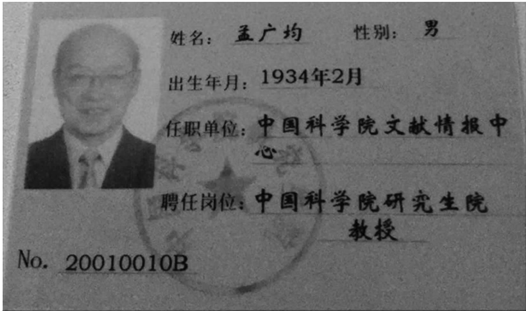 姓名：孟广均 性别：男
出生年月：1934年2月
任职单位：中国科学院文献情报中
心
聘任岗位：中国科学院研究生院
教授
No. 20010010B